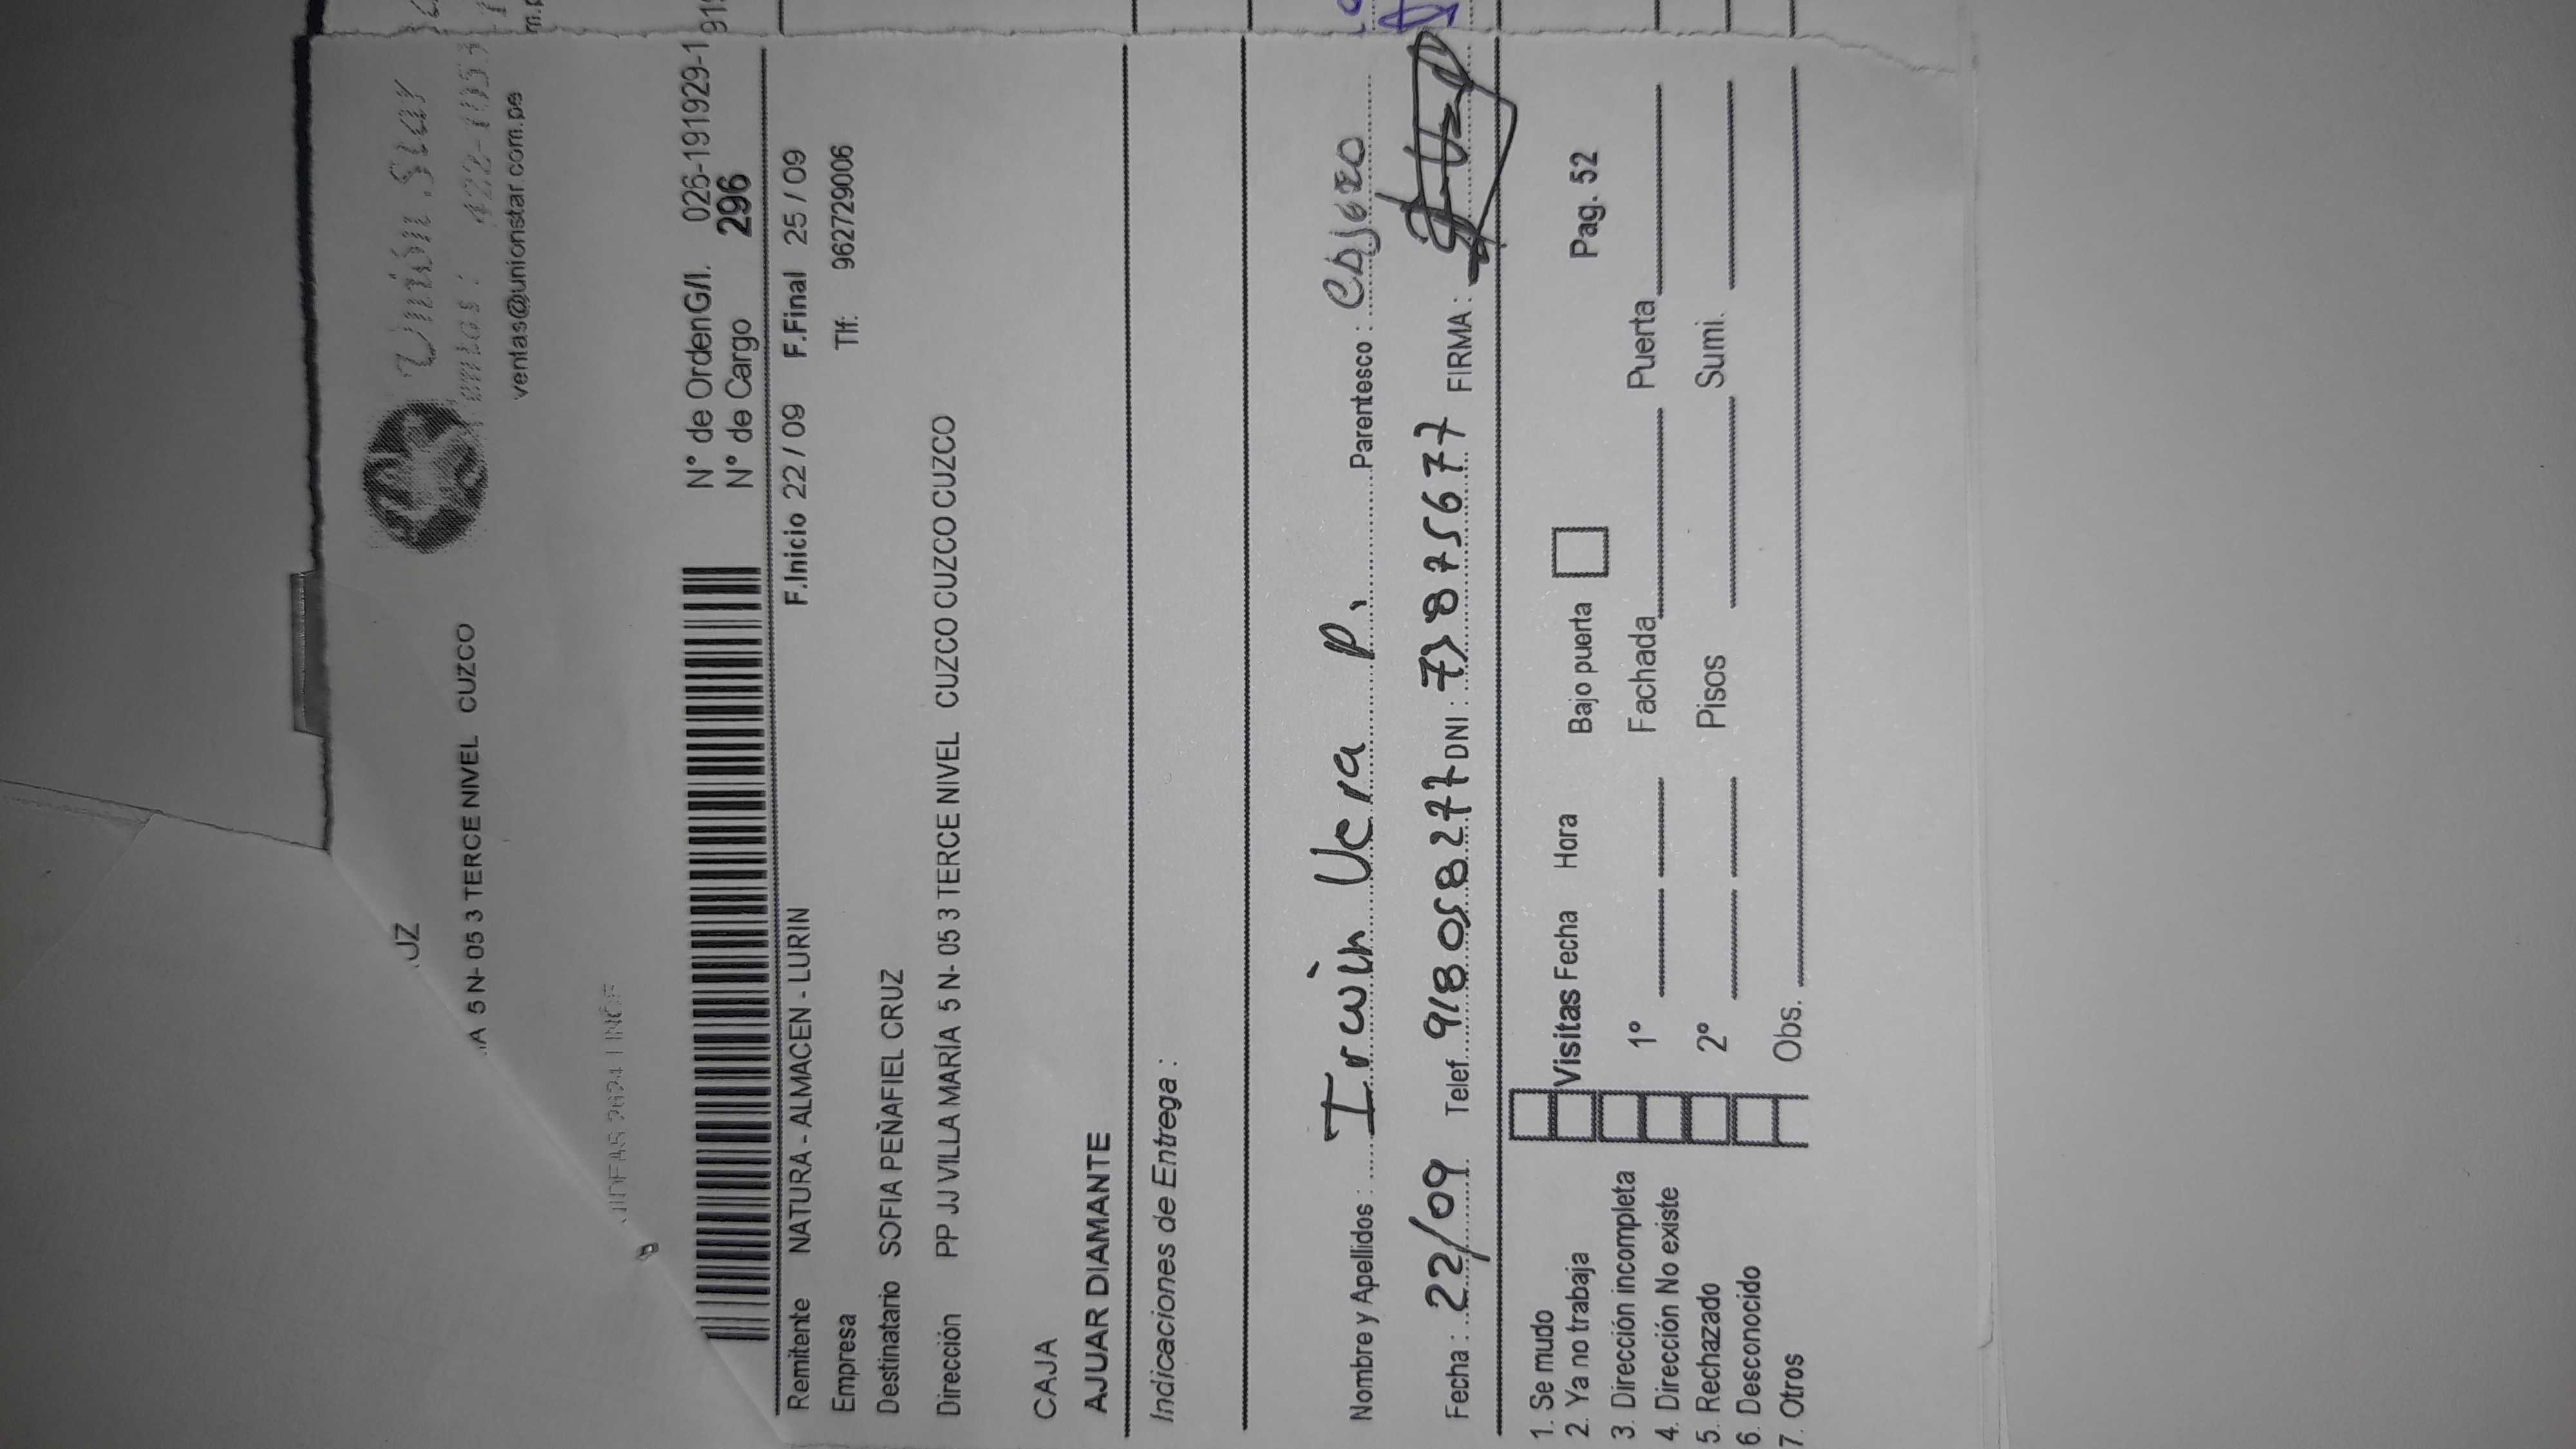 Unión Star
422-105
ventas@unionstar.com.pe
UZ
5 N- 05 3 TERCE NIVEL CUZCO
N° de OrdenG/I. 026-191929-1
N° de Cargo 296
Remitente NATURA - ALMACEN - LURIN F.Inicio 22 / 09 F.Final 25 / 09
Empresa Tlf: 962729006
Destinatario SOFIA PEÑAFIEL CRUZ
Dirección PP JJ VILLA MARÍA 5 N- 05 3 TERCE NIVEL CUZCO CUZCO CUZCO CUZCO
CAJA
AJUAR DIAMANTE
Indicaciones de Entrega :
Nombre y Apellidos : Irwin Vera P. Parentesco :
Fecha : 22/09 Telef 918058277 DNI : FIRMA :
1. Se mudo
2. Ya no trabaja Visitas Fecha Hora Bajo puerta Pag. 52
3. Dirección incompleta
4. Dirección No existe 1° Fachada Puerta
5. Rechazado 2° Pisos Sumi.
6. Desconocido
7. Otros Obs.